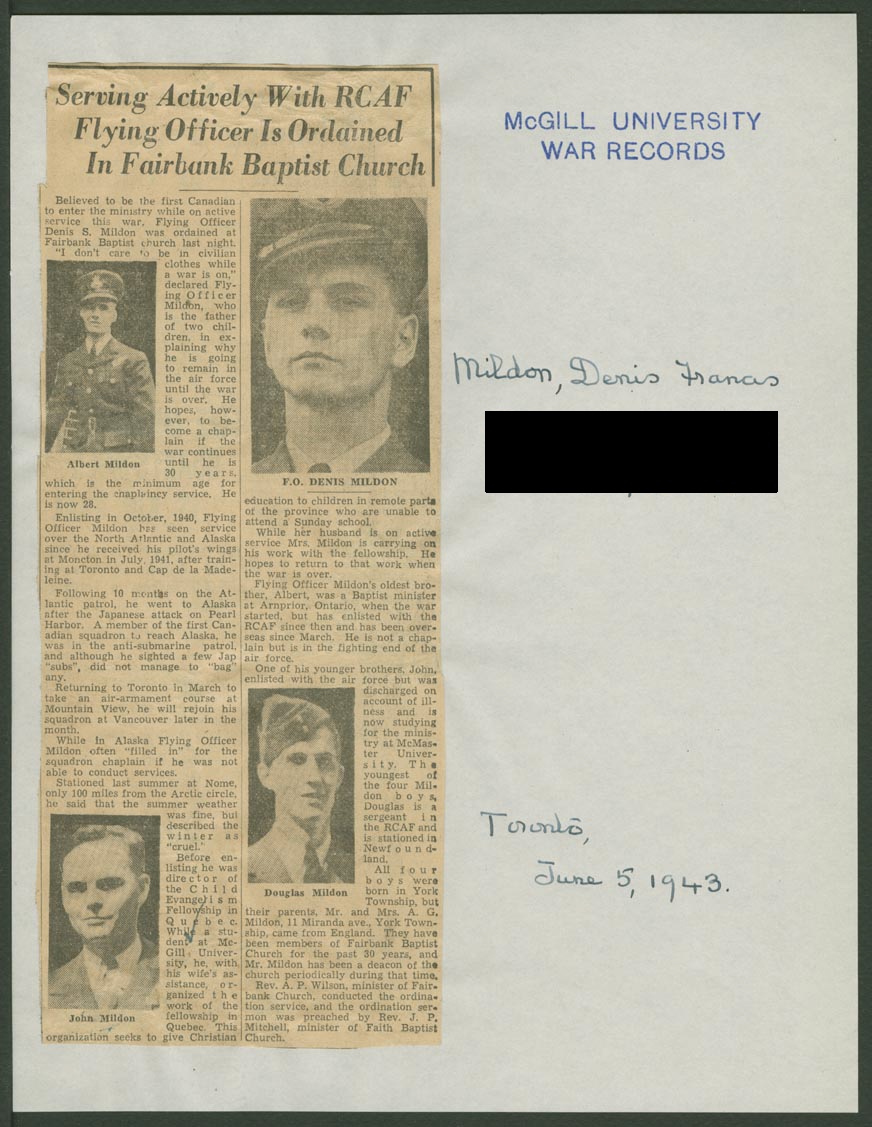 Serving Actively With RCAF
Flying Officer Is Ordained
In Fairbank Baptist Church
Believed to be the first Canadian
to enter the ministry while on active
service this war, Flying Officer
Denis S. Mildon was ordained at
Fairbank Baptist church last night.
"I don't care to be in civilian
clothes while
a war is on,"
declared Fly-
ing Officer
Mildon, who
is the father
of two chil-
dren, in ex-
plaining why
he is going
to remain in
the air force
until the war
is over. He
hopes, how-
ever, to be-
come a chap-
lain if the
war continues
until he is
30 years,
Albert Mildon
which is the minimum age for
entering the chaplaincy service. He
is now 28.
Enlisting in October, 1940, Flying
Officer Mildon has seen service
over the North Atlantic and Alaska
since he received his pilot's wings
at Moncton in July, 1941, after train-
ing at Toronto and Cap de la Made-
leine.
Following 10 months on the At-
lantic patrol, he went to Alaska
after the Japanese attack on Pearl
Harbor. A member of the first Can-
adian squadron to reach Alaska, he
was in the anti-submarine patrol,
and although he sighted a few Jap
"subs", did not manage to "bag"
any.
Returning to Toronto in March to
take an air-armament course at
Mountain View, he will rejoin his
squadron at Vancouver later in the
month.
While in Alaska Flying Officer
Mildon often "filled in" for the
squadron chaplain if he was not
able to conduct services.
Stationed last summer at Nome,
only 100 miles from the Arctic circle,
he said that the summer weather
was fine, but
described the
winter as
"cruel."
Before en-
listing he was
director of
the Child
Evangelism
Fellowship in
Quebec.
While a stu-
dent at Mc-
Gill Univer-
sity, he, with
his wife's as-
sistance, or-
ganized the
work of the
fellowship in
Quebec. This
John Mildon
organization seeks to give Christian
F.O. DENIS MILDON
education to children in remote parts
of the province who are unable to
attend a Sunday school.
While her husband is on active
service Mrs. Mildon is carrying on
his work with the fellowship. He
hopes to return to that work when
the war is over.
Flying Officer Mildon's oldest bro-
ther, Albert, was a Baptist minister
at Arnprior, Ontario, when the war
started, but has enlisted with the
RCAF since then and has been over-
seas since March. He is not a chap-
lain but is in the fighting end of the
air force.
One of his younger brothers, John,
enlisted with the air force but was
discharged on
account of ill-
ness and is
now studying
for the minis-
try at McMas-
ter Univer-
sity. The
youngest of
the four Mil-
don boys,
Douglas is a
sergeant in
the RCAF and
is stationed in
Newfound-
land.
All four
boys were
Douglas Mildon
born in York
Township, but
their parents, Mr. and Mrs. A. G.
Mildon, 11 Miranda ave., York Town-
ship, came from England. They have
been members of Fairbank Baptist
Church for the past 30 years, and
Mr. Mildon has been a deacon of the
church periodically during that time.
Rev. A. P. Wilson, minister of Fair-
bank Church, conducted the ordina-
tion service, and the ordination ser-
mon was preached by Rev. J. P.
Mitchell, minister of Faith Baptist
Church.
McGILL UNIVERSITY
WAR RECORDS
Mildon, Denis Francis
Toronto,
June 5, 1943.